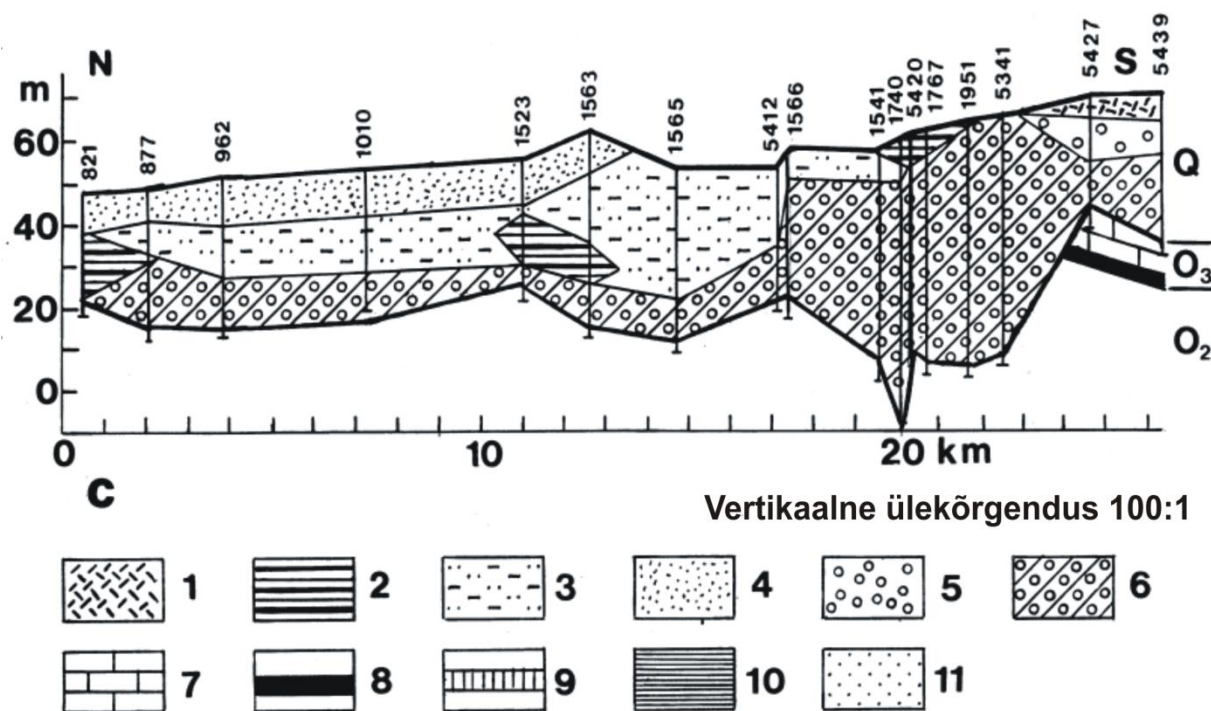 N S
m
60
40
20
0
821 877 962 1010 1523 1563 1565 5412 1566 1541 1740 5420 1767 1951 5341 5427 5439
Q
O3
O2
0 10 20 km
C
Vertikaalne ülekõrgendus 100:1
1 2 3 4 5 6
7 8 9 10 11